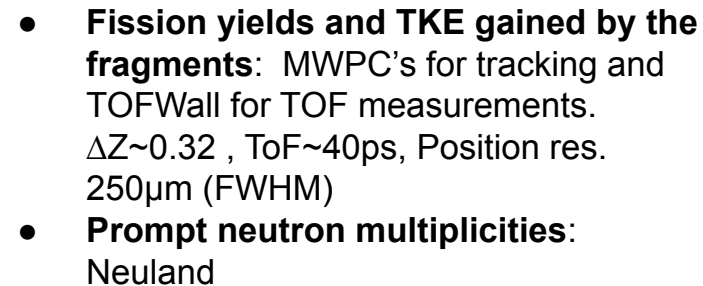 ● Fission yields and TKE gained by the
fragments:  MWPC's for tracking and
TOFWall for TOF measurements.
∆Z~0.32 , ToF~40ps, Position res.
250μm (FWHM)
● Prompt neutron multiplicities:
Neuland